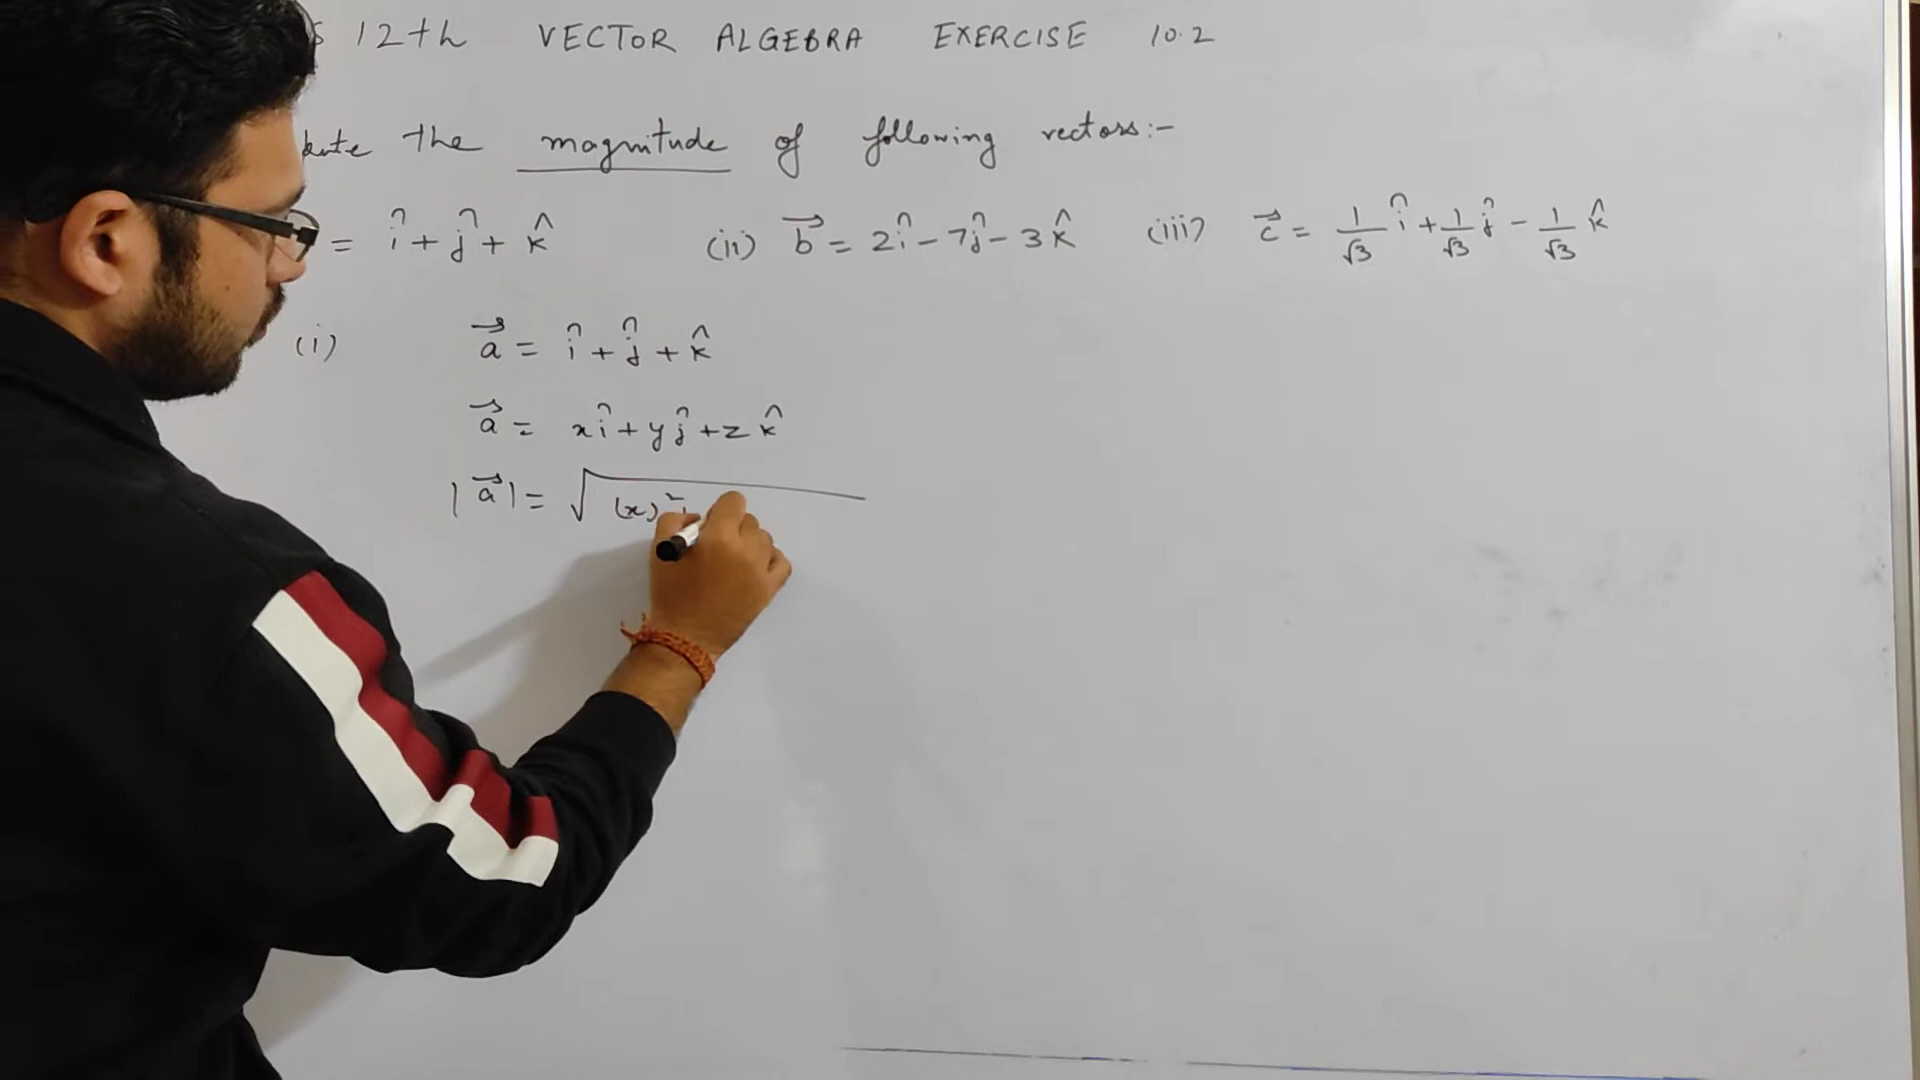 12th VECTOR ALGEBRA EXERCISE 10.2
the magnitude of following vectors:-
= î + ĵ + k̂ (ii) b⃗ = 2î - 7ĵ - 3k̂ (iii) c⃗ = 1/√3 î + 1/√3 ĵ - 1/√3 k̂
(i) a⃗ = î + ĵ + k̂
a⃗ = xî + yĵ + zk̂
|a⃗| = √(x)² +